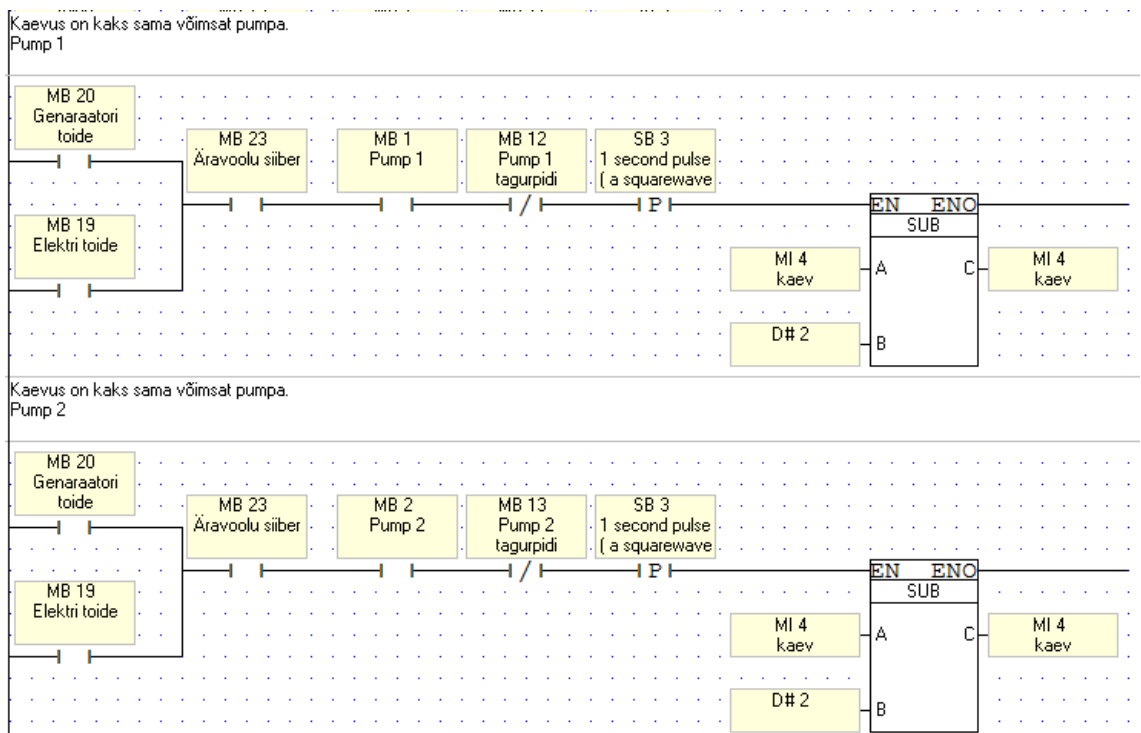 Kaevus on kaks sama võimsat pumpa.
Pump 1
MB 20
Genaraatori
toide
MB 23
Äravoolu siiber
MB 1
Pump 1
MB 12
Pump 1
tagurpidi
SB 3
1 second pulse
( a squarewave
P
MB 19
Elektri toide
EN ENO
SUB
MI 4
kaev
A
C
MI 4
kaev
D# 2
B
Kaevus on kaks sama võimsat pumpa.
Pump 2
MB 20
Genaraatori
toide
MB 23
Äravoolu siiber
MB 2
Pump 2
MB 13
Pump 2
tagurpidi
SB 3
1 second pulse
( a squarewave
P
MB 19
Elektri toide
EN ENO
SUB
MI 4
kaev
A
C
MI 4
kaev
D# 2
B